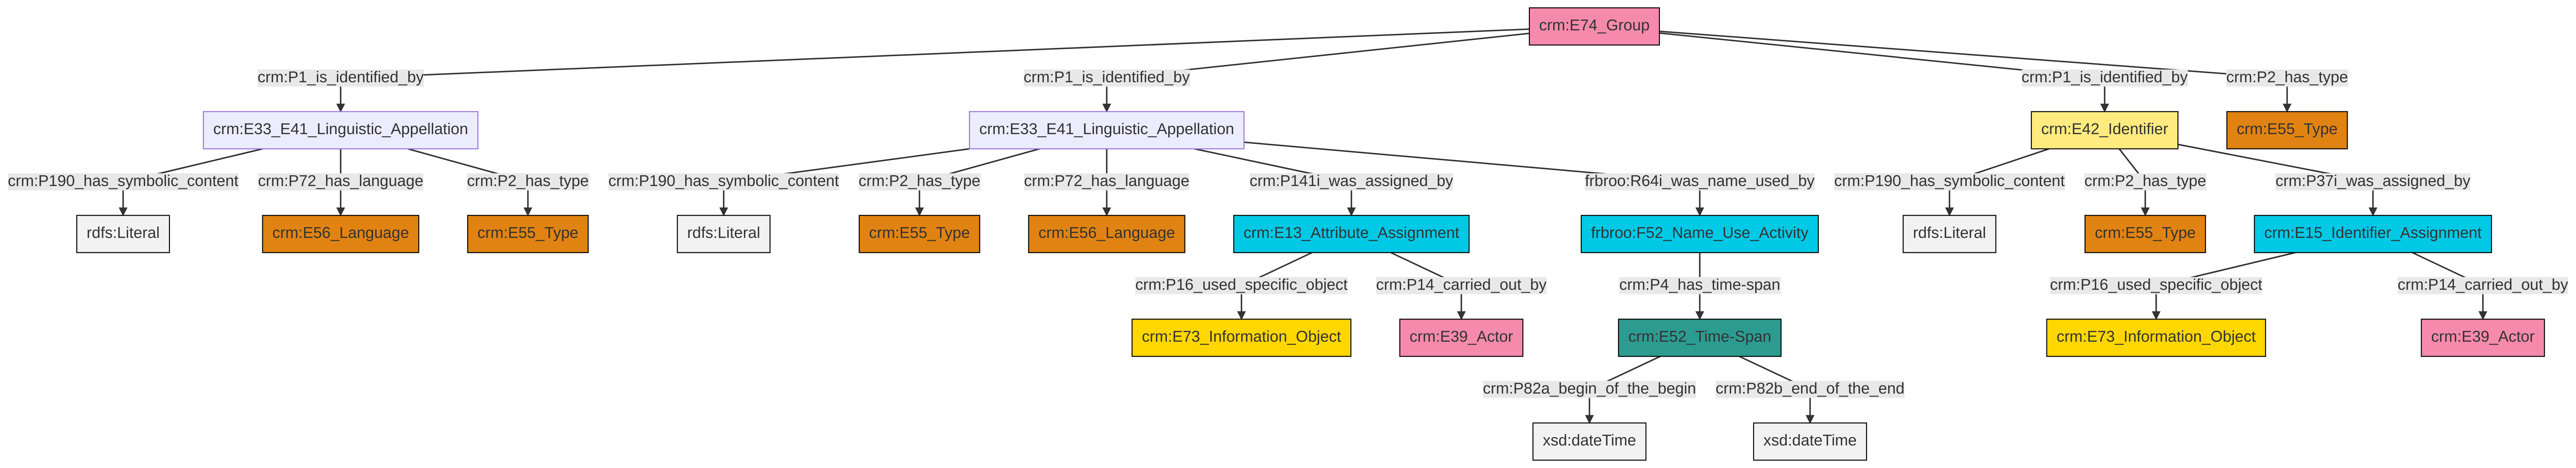 crm:E74_Group
crm:P1_is_identified_by
crm:P1_is_identified_by
crm:P1_is_identified_by
crm:P2_has_type
crm:E33_E41_Linguistic_Appellation
crm:E33_E41_Linguistic_Appellation
crm:E42_Identifier
crm:E55_Type
crm:P190_has_symbolic_content
crm:P72_has_language
crm:P2_has_type
crm:P190_has_symbolic_content
crm:P2_has_type
crm:P72_has_language
crm:P141i_was_assigned_by
frbroo:R64i_was_name_used_by
crm:P190_has_symbolic_content
crm:P2_has_type
crm:P37i_was_assigned_by
rdfs:Literal
crm:E56_Language
crm:E55_Type
rdfs:Literal
crm:E55_Type
crm:E56_Language
crm:E13_Attribute_Assignment
frbroo:F52_Name_Use_Activity
rdfs:Literal
crm:E55_Type
crm:E15_Identifier_Assignment
crm:P16_used_specific_object
crm:P14_carried_out_by
crm:P4_has_time-span
crm:P16_used_specific_object
crm:P14_carried_out_by
crm:E73_Information_Object
crm:E39_Actor
crm:E52_Time-Span
crm:E73_Information_Object
crm:E39_Actor
crm:P82a_begin_of_the_begin
crm:P82b_end_of_the_end
xsd:dateTime
xsd:dateTime